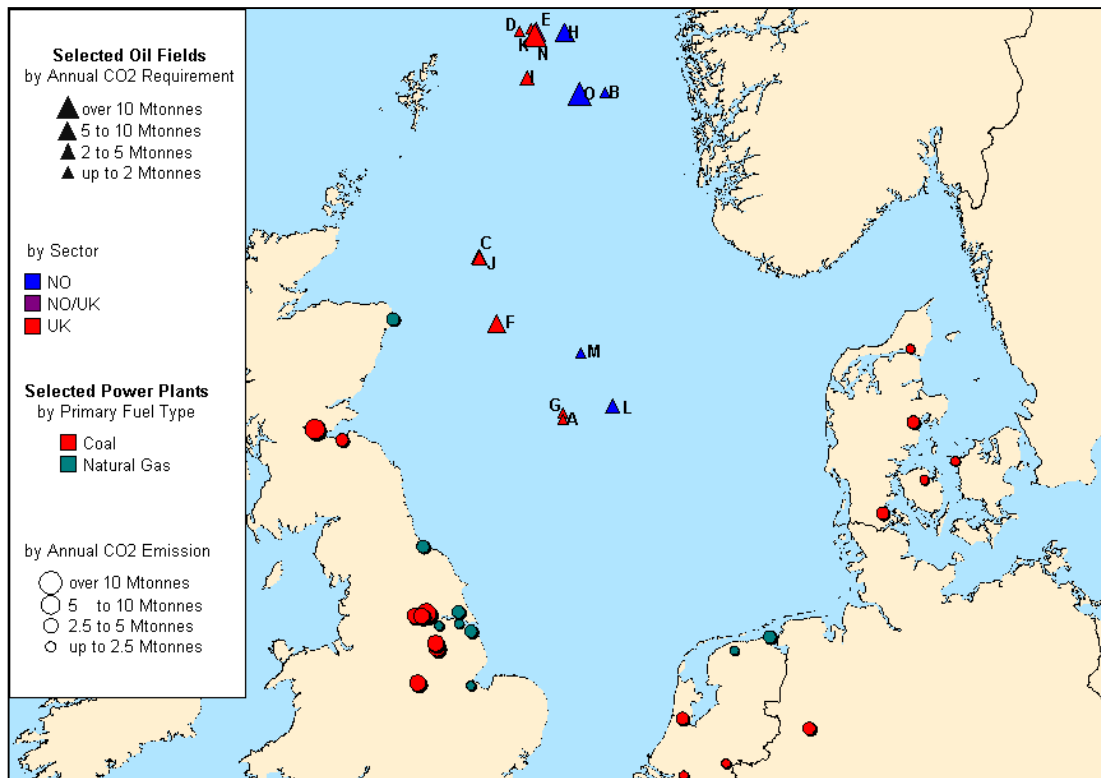 Selected Oil Fields
by Annual CO2 Requirement
over 10 Mtonnes
5 to 10 Mtonnes
2 to 5 Mtonnes
up to 2 Mtonnes
by Sector
NO
NO/UK
UK
Selected Power Plants
by Primary Fuel Type
Coal
Natural Gas
by Annual CO2 Emission
over 10 Mtonnes
5 to 10 Mtonnes
2.5 to 5 Mtonnes
up to 2.5 Mtonnes
D
E
H
K
N
I
O
B
C
J
F
M
G
A
L